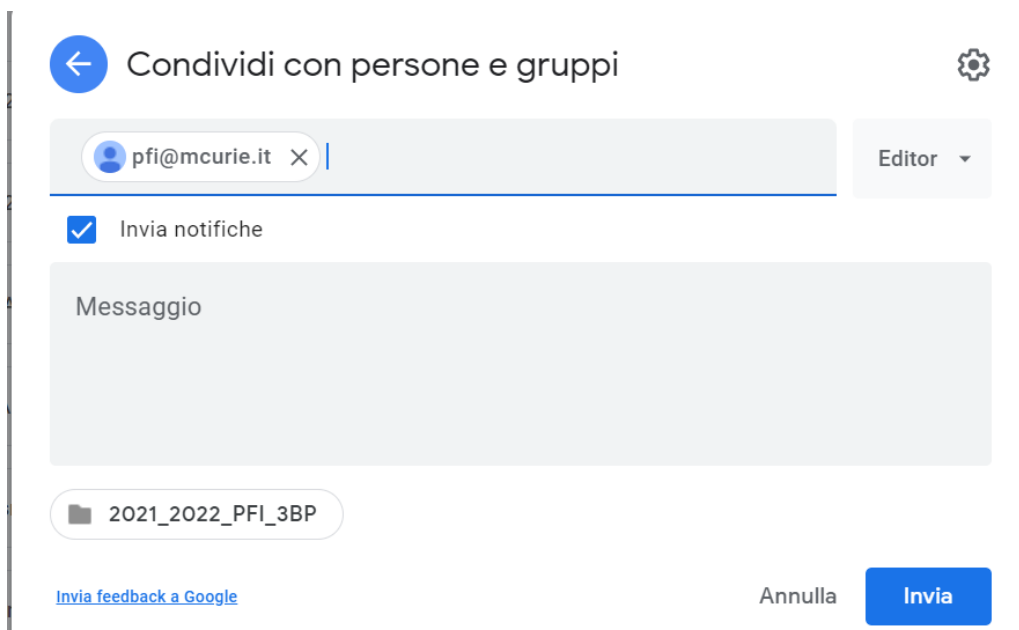 Condividi con persone e gruppi
pfi@mcurie.it
Editor
Invia notifiche
Messaggio
2021_2022_PFI_3BP
Invia feedback a Google
Annulla
Invia